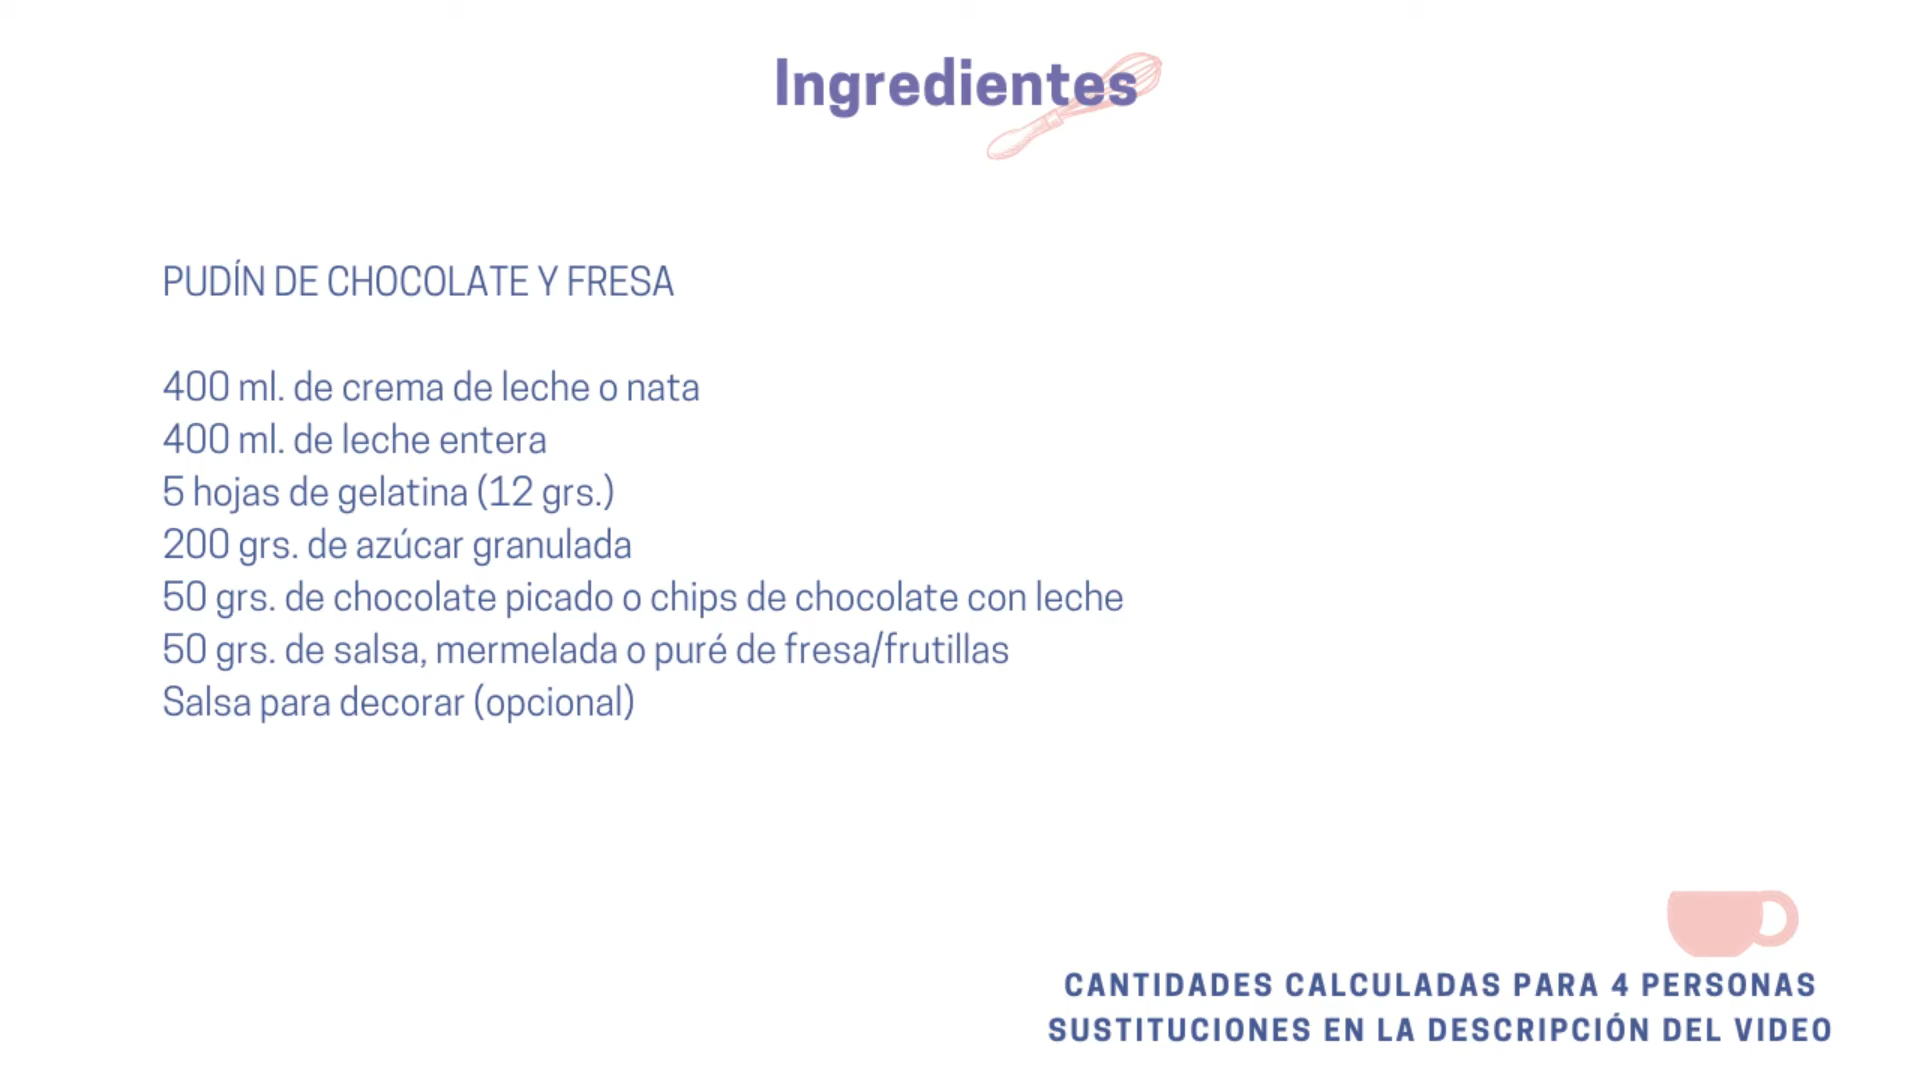 Ingredientes
PUDÍN DE CHOCOLATE Y FRESA
400 ml. de crema de leche o nata
400 ml. de leche entera
5 hojas de gelatina (12 grs.)
200 grs. de azúcar granulada
50 grs. de chocolate picado o chips de chocolate con leche
50 grs. de salsa, mermelada o puré de fresa/frutillas
Salsa para decorar (opcional)
CANTIDADES CALCULADAS PARA 4 PERSONAS
SUSTITUCIONES EN LA DESCRIPCIÓN DEL VIDEO